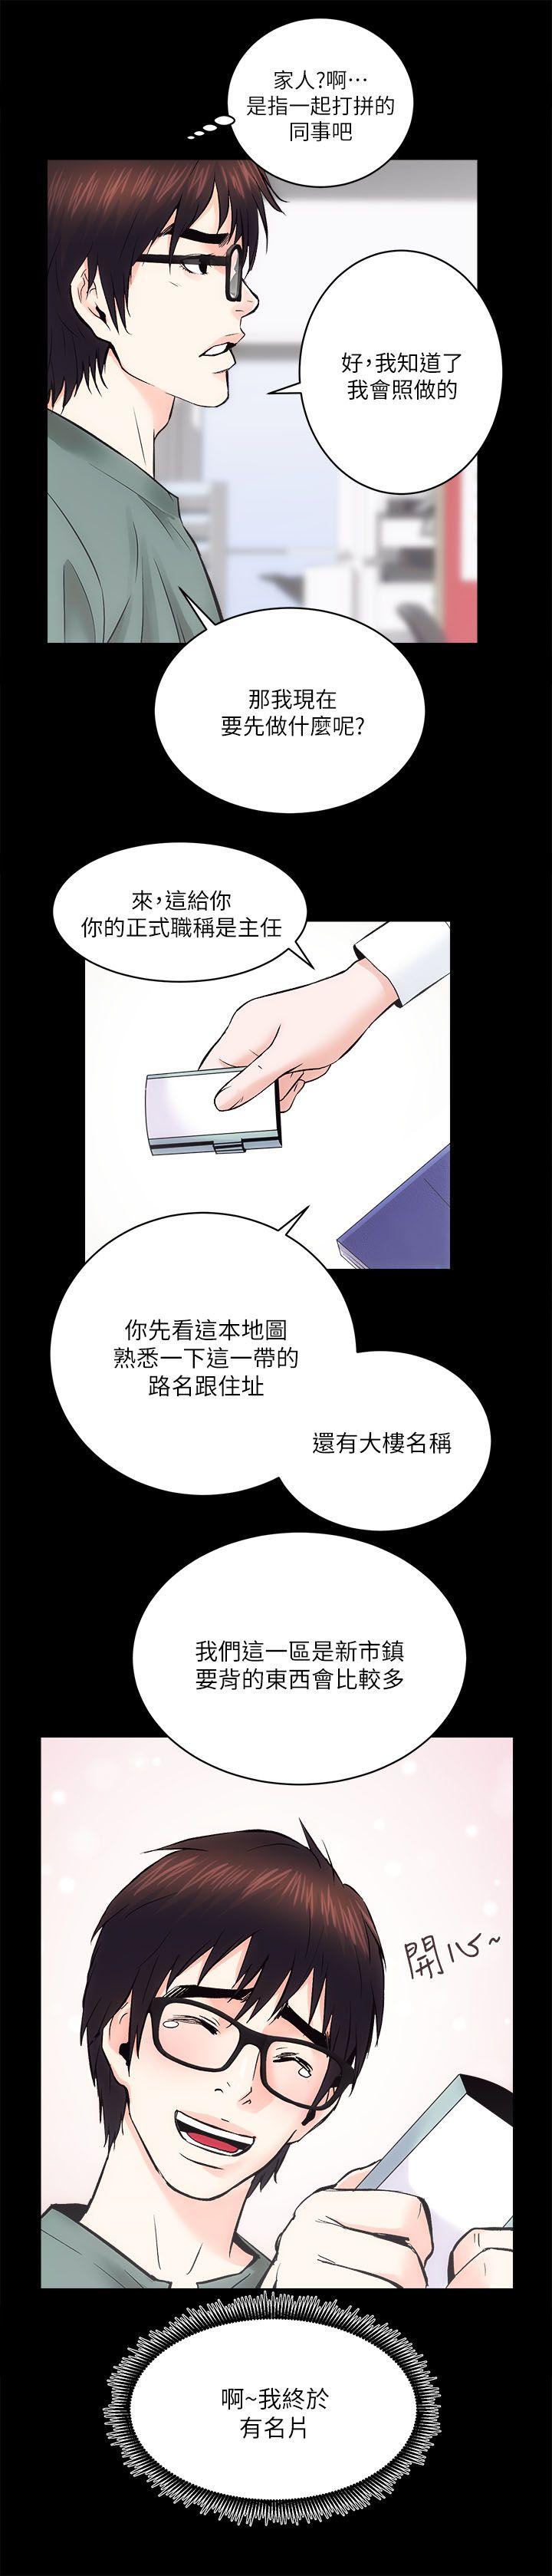 家人?啊⋯
是指一起打拼的
同事吧
好，我知道了
我會照做的
那我現在
要先做什麼呢?
來，這給你
你的正式職稱是主任
你先看這本地圖
熟悉一下這一帶的
路名跟住址
還有大樓名稱
我們這一區是新市鎮
要背的東西會比較多
開心~
啊~我終於
有名片